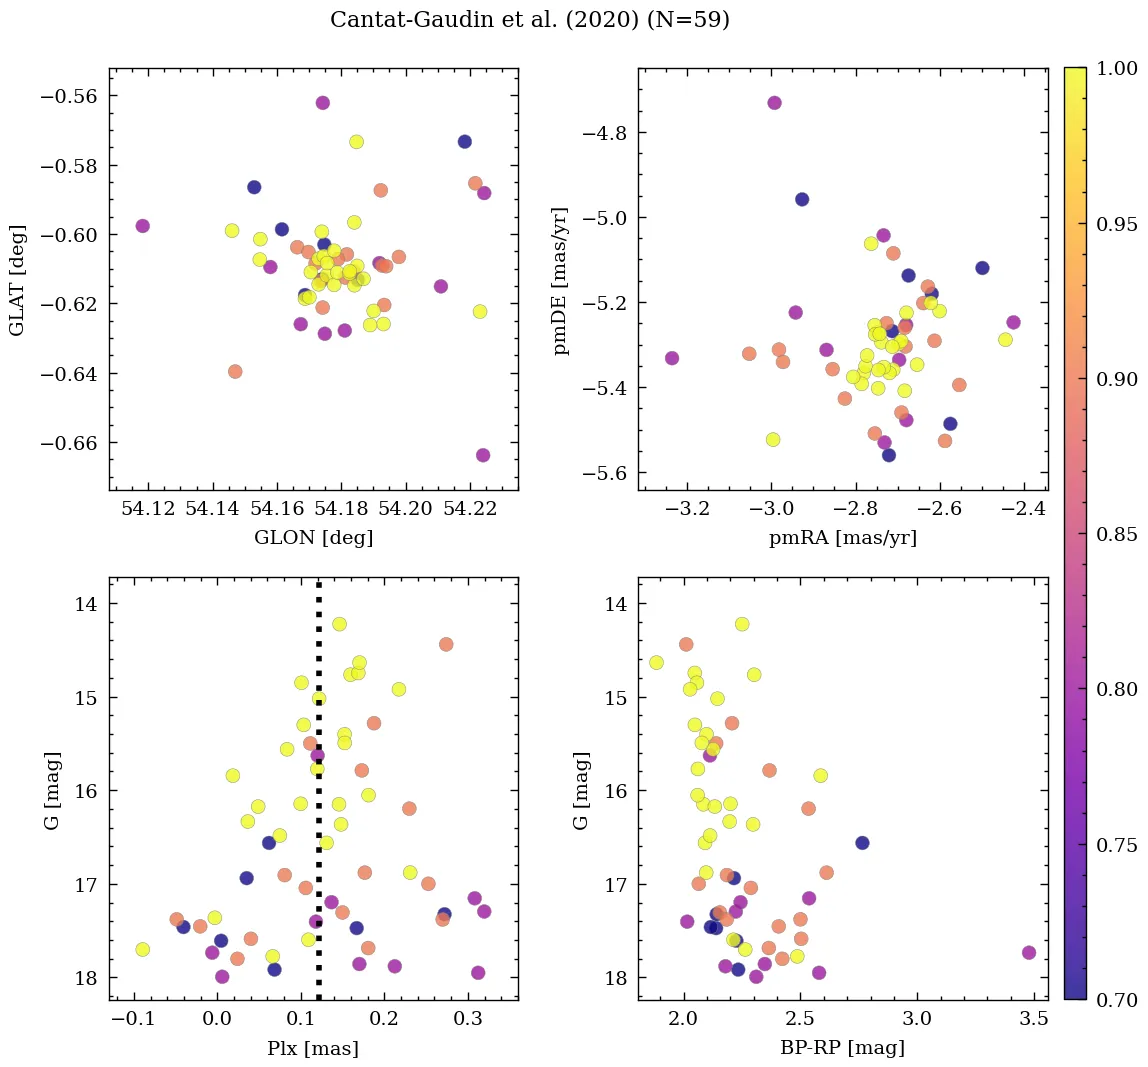 Cantat-Gaudin et al. (2020) (N=59)
−0.56
−0.58
−0.60
−0.62
−0.64
−0.66
GLAT [deg]
54.12 54.14 54.16 54.18 54.20 54.22
GLON [deg]
−4.8
−5.0
−5.2
−5.4
−5.6
pmDE [mas/yr]
−3.2 −3.0 −2.8 −2.6 −2.4
pmRA [mas/yr]
14
15
16
17
18
G [mag]
−0.1 0.0 0.1 0.2 0.3
Plx [mas]
14
15
16
17
18
G [mag]
2.0 2.5 3.0 3.5
BP-RP [mag]
1.00
0.95
0.90
0.85
0.80
0.75
0.70